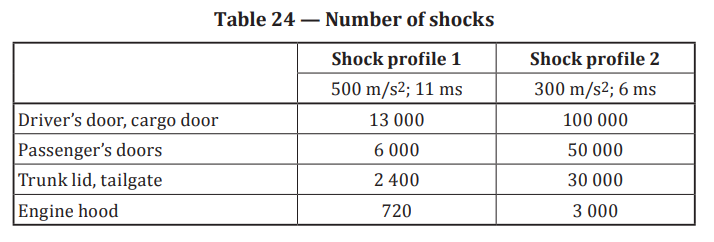 Table 24 — Number of shocks
Shock profile 1 Shock profile 2
500 m/s²; 11 ms 300 m/s²; 6 ms
Driver’s door, cargo door 13 000 100 000
Passenger’s doors 6 000 50 000
Trunk lid, tailgate 2 400 30 000
Engine hood 720 3 000